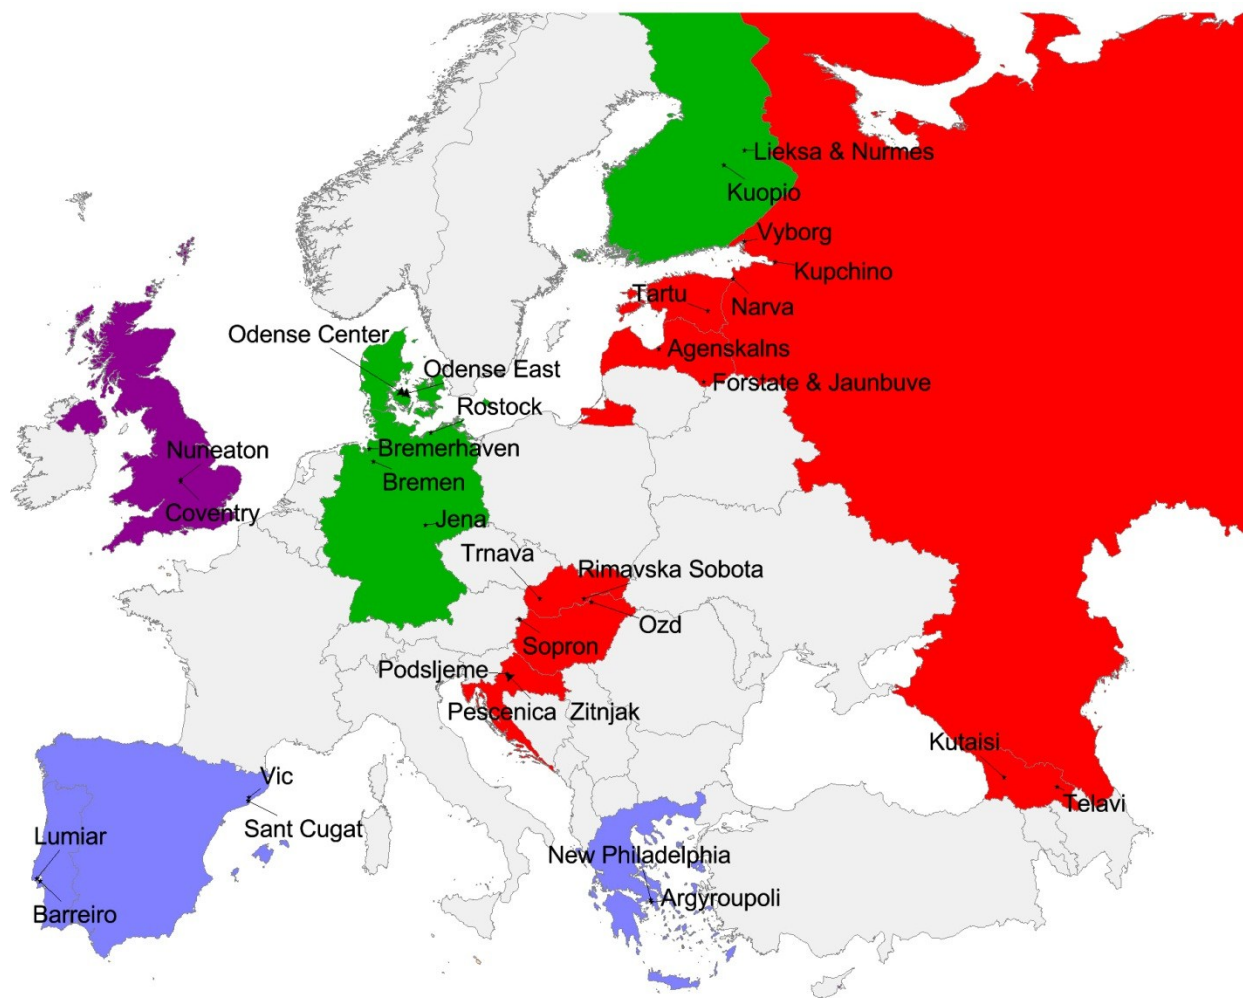 Lieksa & Nurmes
Kuopio
Vyborg
Kupchino
Tartu
Narva
Odense Center
Agenskalns
Odense East
Forstate & Jaunbuve
Rostock
Nuneaton
Bremerhaven
Bremen
Coventry
Jena
Trnava
Rimavska Sobota
Ozd
Sopron
Podsljeme
Pescenica Zitnjak
Kutaisi
Vic
Telavi
Sant Cugat
Lumiar
New Philadelphia
Argyroupoli
Barreiro